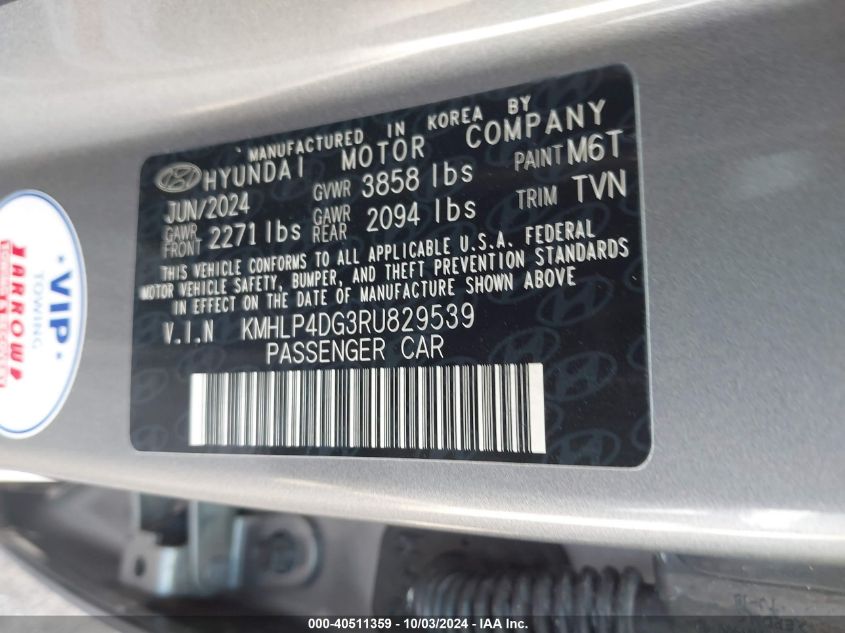 MANUFACTURED IN KOREA BY
HYUNDAI MOTOR COMPANY
JUN/2024 GVWR 3858 lbs PAINT M6T
GAWR FRONT 2271 lbs GAWR REAR 2094 lbs TRIM TVN
THIS VEHICLE CONFORMS TO ALL APPLICABLE U.S.A. FEDERAL
MOTOR VEHICLE SAFETY, BUMPER, AND THEFT PREVENTION STANDARDS
IN EFFECT ON THE DATE OF MANUFACTURE SHOWN ABOVE
V.I.N KMHLP4DG3RU829539
PASSENGER CAR
VIP
TOWING
JARROW
000-40511359 - 10/03/2024 - IAA Inc.